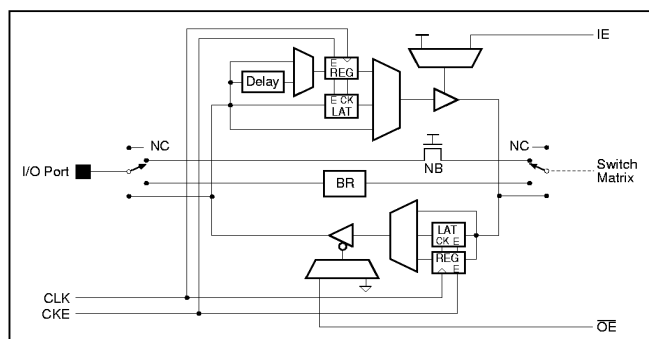 IE
E
REG
Delay
E CK
LAT
NC
NC
I/O Port
NB
Switch
Matrix
BR
LAT
CK E
REG
E
CLK
CKE
OE